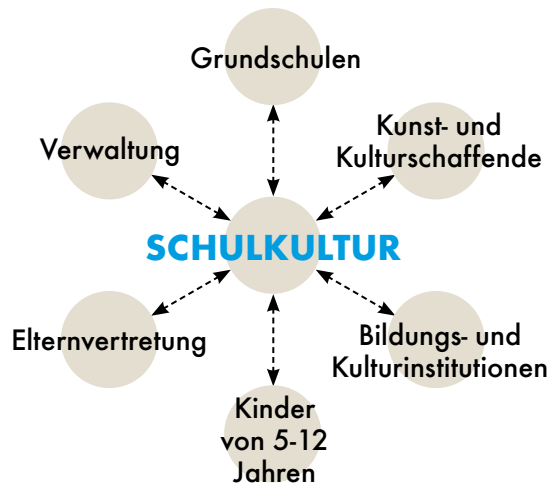 Grundschulen
Kunst- und
Kulturschaffende
Verwaltung
SCHULKULTUR
Elternvertretung
Bildungs- und
Kulturinstitutionen
Kinder
von 5-12
Jahren